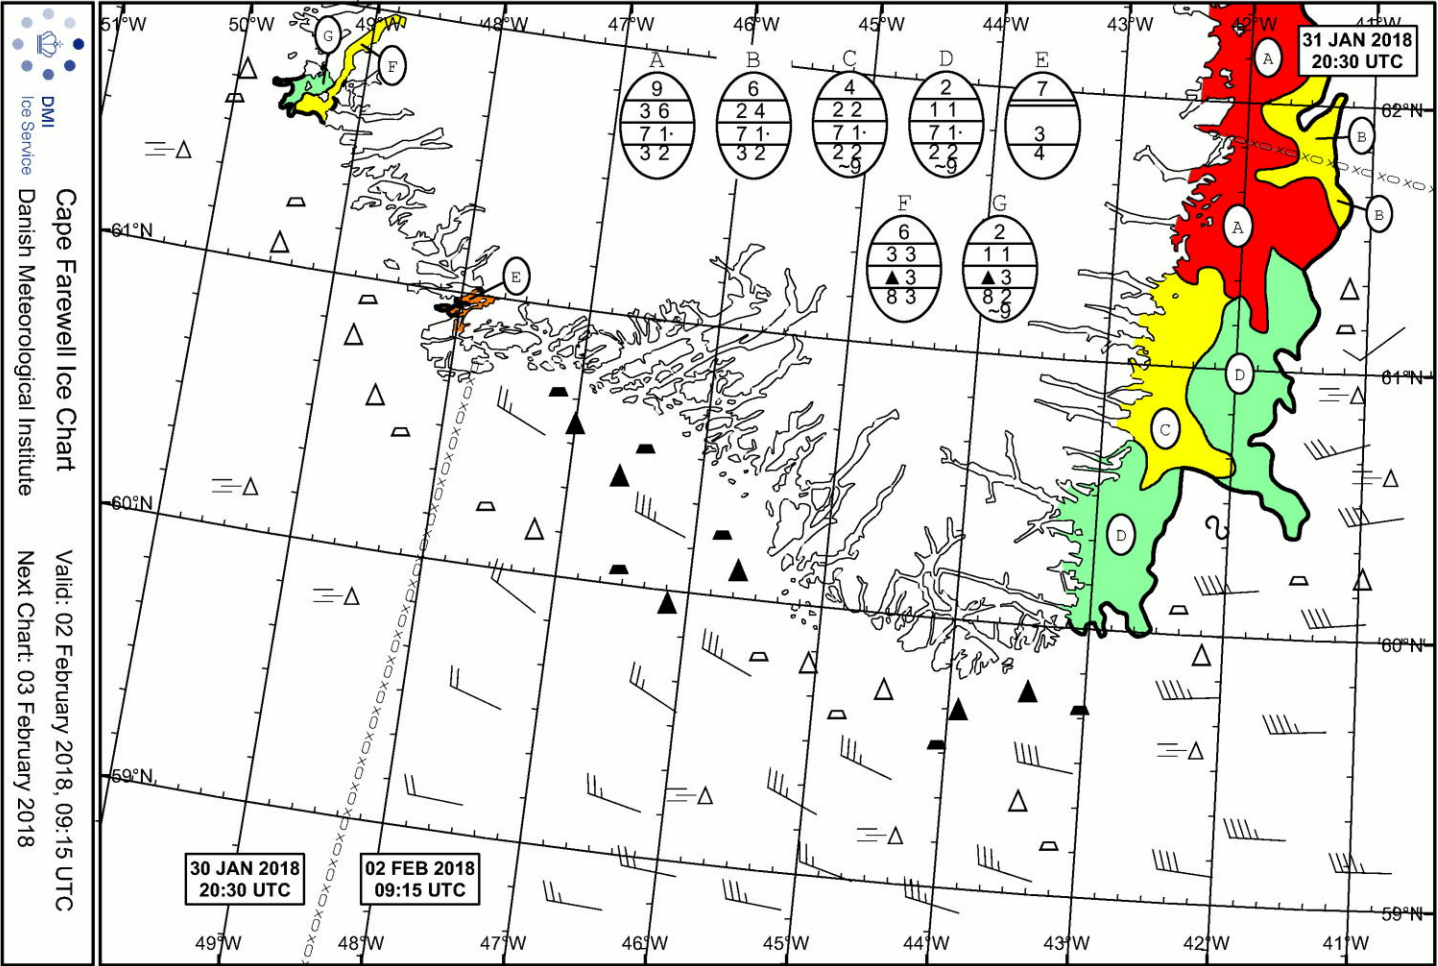 DMI
Ice Service
Cape Farewell Ice Chart
Danish Meteorological Institute
Valid: 02 February 2018, 09:15 UTC
Next Chart: 03 February 2018
51°W
50°W
49°W
48°W
47°W
46°W
45°W
44°W
43°W
42°W
41°W
31 JAN 2018
20:30 UTC
A
9
3 6
7 1·
3 2
B
6
2 4
7 1·
3 2
C
4
2 2
7 1·
2 2
~9
D
2
1 1
7 1·
2 2
~9
E
7
3
4
F
6
3 3
▲ 3
8 3
G
2
1 1
▲ 3
8 2
~9
G
F
A
B
A
B
E
D
C
D
62°N
61°N
61°N
60°N
60°N
59°N
59°N
30 JAN 2018
20:30 UTC
02 FEB 2018
09:15 UTC
49°W
48°W
47°W
46°W
45°W
44°W
43°W
42°W
41°W